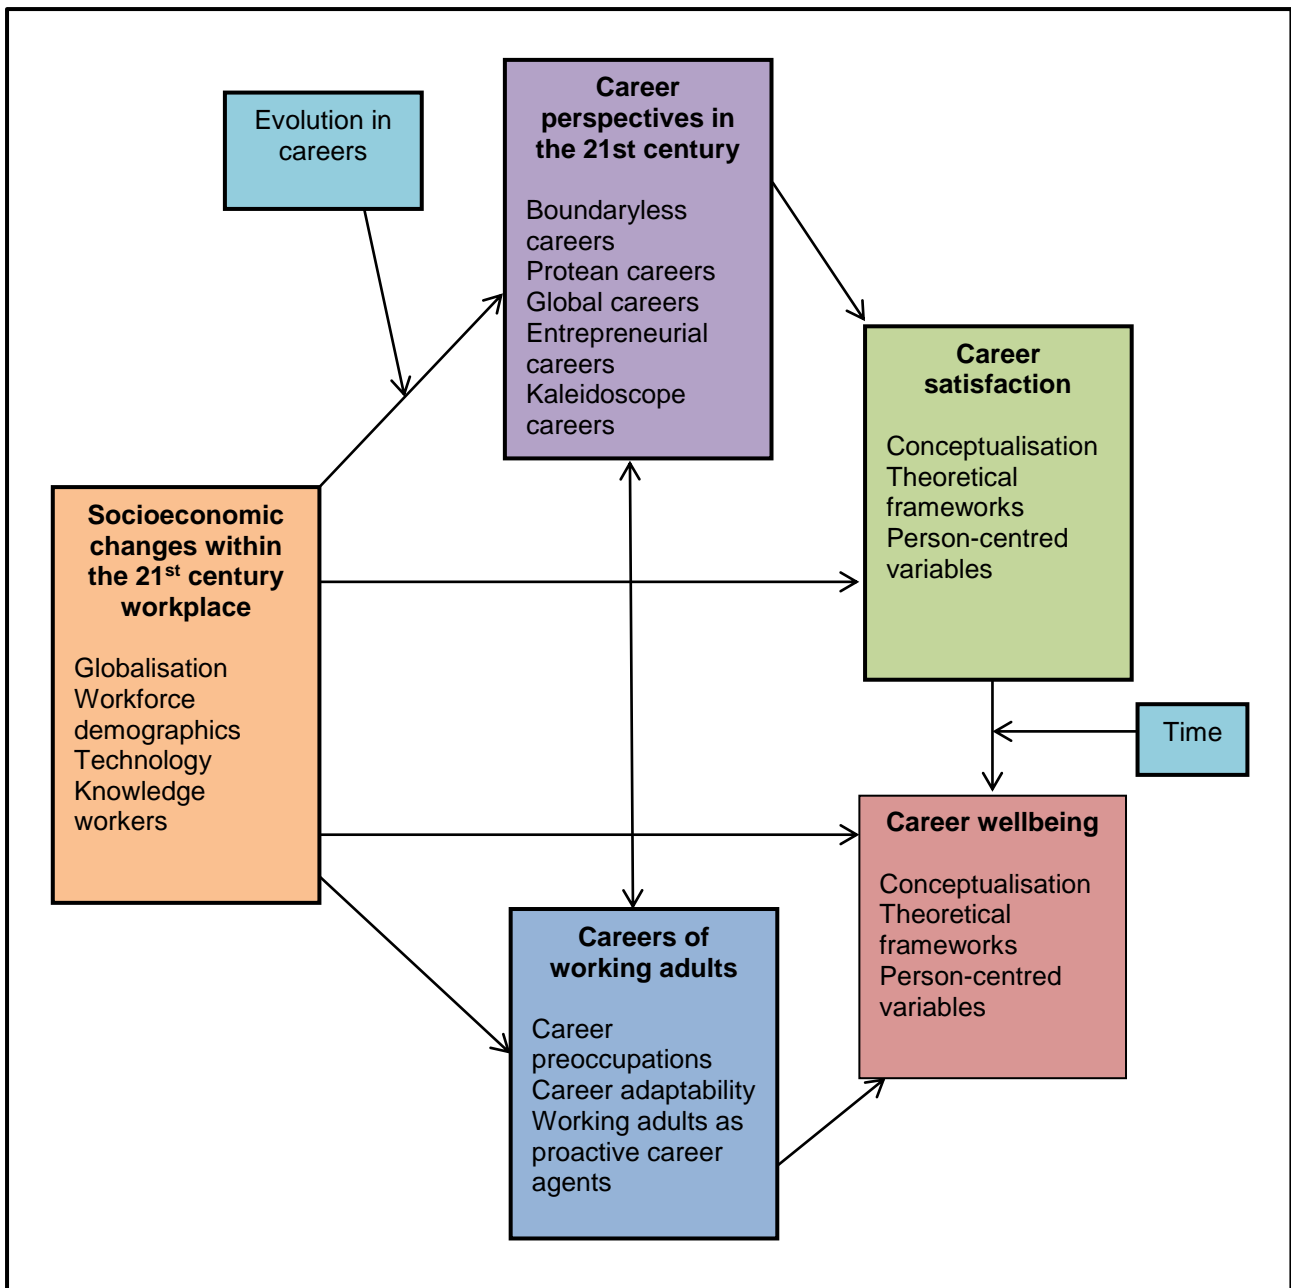 Evolution in
careers
Career
perspectives in
the 21st century
Boundaryless
careers
Protean careers
Global careers
Entrepreneurial
careers
Kaleidoscope
careers
Career
satisfaction
Conceptualisation
Theoretical
frameworks
Person-centred
variables
Socioeconomic
changes within
the 21st century
workplace
Globalisation
Workforce
demographics
Technology
Knowledge
workers
Time
Career wellbeing
Conceptualisation
Theoretical
frameworks
Person-centred
variables
Careers of
working adults
Career
preoccupations
Career adaptability
Working adults as
proactive career
agents